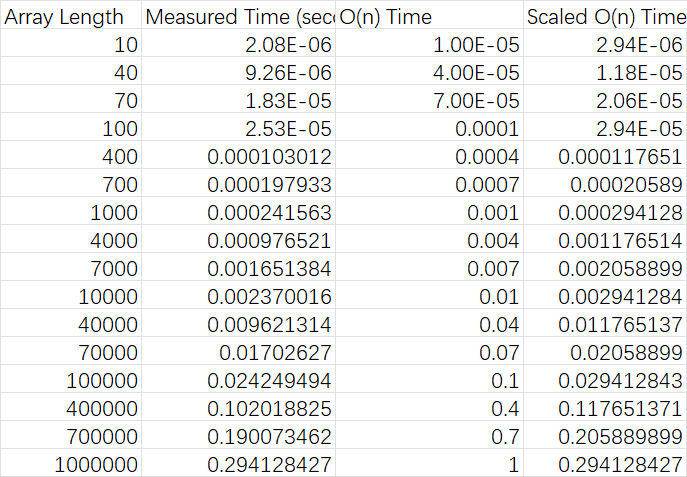 Array Length Measured Time (sec O(n) Time Scaled O(n) Time
10 2.08E-06 1.00E-05 2.94E-06
40 9.26E-06 4.00E-05 1.18E-05
70 1.83E-05 7.00E-05 2.06E-05
100 2.53E-05 0.0001 2.94E-05
400 0.000103012 0.0004 0.000117651
700 0.000197933 0.0007 0.00020589
1000 0.000241563 0.001 0.000294128
4000 0.000976521 0.004 0.001176514
7000 0.001651384 0.007 0.002058899
10000 0.002370016 0.01 0.002941284
40000 0.009621314 0.04 0.011765137
70000 0.01702627 0.07 0.02058899
100000 0.024249494 0.1 0.029412843
400000 0.102018825 0.4 0.117651371
700000 0.190073462 0.7 0.205889899
1000000 0.294128427 1 0.294128427